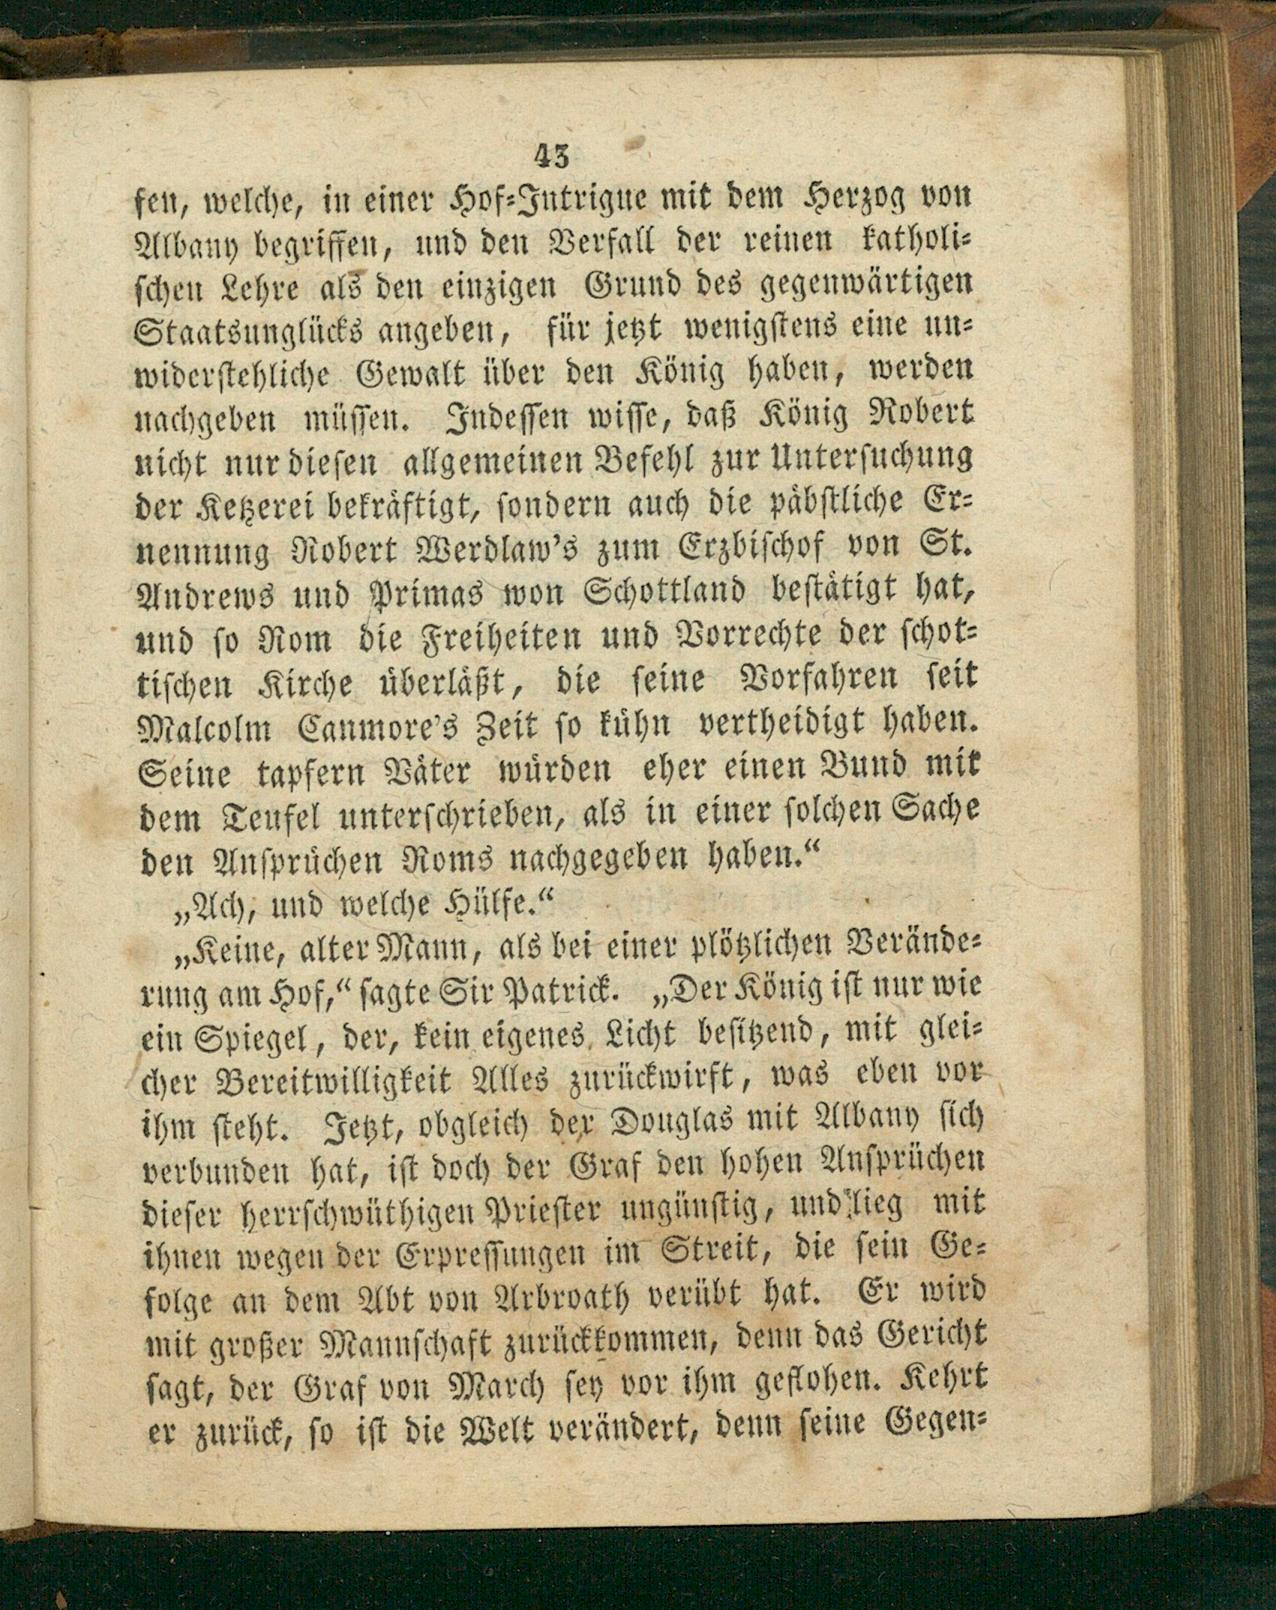 43
fen, welche, in einer Hof-Intrigue mit dem Herzog von
Albany begriffen, und den Verfall der reinen katholi-
schen Lehre als den einzigen Grund des gegenwärtigen
Staatsunglücks angeben, für jetzt wenigstens eine un-
widerstehliche Gewalt über den König haben, werden
nachgeben müssen. Indessen wisse, daß König Robert
nicht nur diesen allgemeinen Befehl zur Untersuchung
der Ketzerei bekräftigt, sondern auch die päbstliche Er-
nennung Robert Werdlaw's zum Erzbischof von St.
Andrews und Primas won Schottland bestätigt hat,
und so Rom die Freiheiten und Vorrechte der schot-
tischen Kirche überläßt, die seine Vorfahren seit
Malcolm Canmore's Zeit so kühn vertheidigt haben.
Seine tapfern Väter würden eher einen Bund mit
dem Teufel unterschrieben, als in einer solchen Sache
den Ansprüchen Roms nachgegeben haben.“
„Ach, und welche Hülfe.“
„Keine, alter Mann, als bei einer plötzlichen Verände-
rung am Hof,“ sagte Sir Patrick. „Der König ist nur wie
ein Spiegel, der, kein eigenes Licht besitzend, mit glei-
cher Bereitwilligkeit Alles zurückwirft, was eben vor
ihm steht. Jetzt, obgleich der Douglas mit Albany sich
verbunden hat, ist doch der Graf den hohen Ansprüchen
dieser herrschwüthigen Priester ungünstig, und lieg mit
ihnen wegen der Erpressungen im Streit, die sein Ge-
folge an dem Abt von Arbroath verübt hat. Er wird
mit großer Mannschaft zurückkommen, denn das Gericht
sagt, der Graf von March sey vor ihm geflohen. Kehrt
er zurück, so ist die Welt verändert, denn seine Gegen-